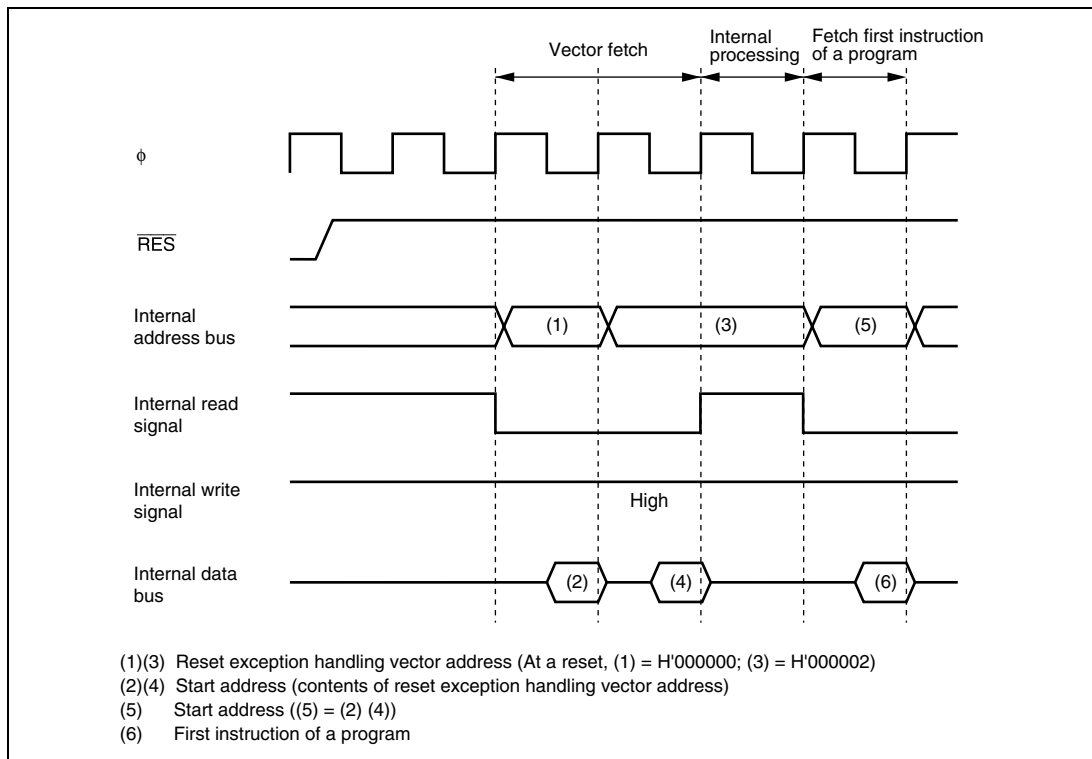 Vector fetch
Internal
processing
Fetch first instruction
of a program
ϕ
RES
Internal
address bus
(1)
(3)
(5)
Internal read
signal
Internal write
signal
High
Internal data
bus
(2)
(4)
(6)
(1)(3) Reset exception handling vector address (At a reset, (1) = H'000000; (3) = H'000002)
(2)(4) Start address (contents of reset exception handling vector address)
(5) Start address ((5) = (2) (4))
(6) First instruction of a program